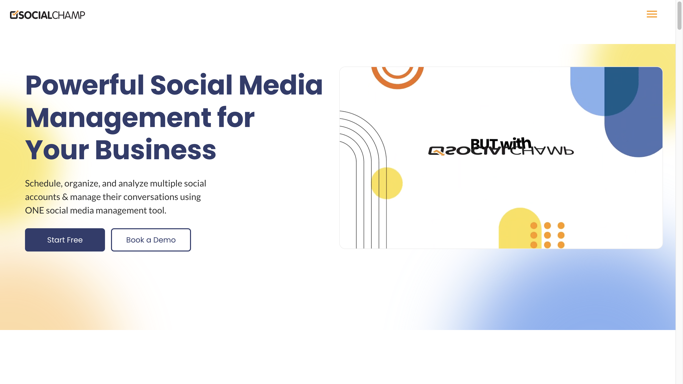 SOCIALCHAMP
Powerful Social Media
Management for
Your Business
Schedule, organize, and analyze multiple social
accounts & manage their conversations using
ONE social media management tool.
Start Free
Book a Demo
BUT with
SOCIALCHAMP